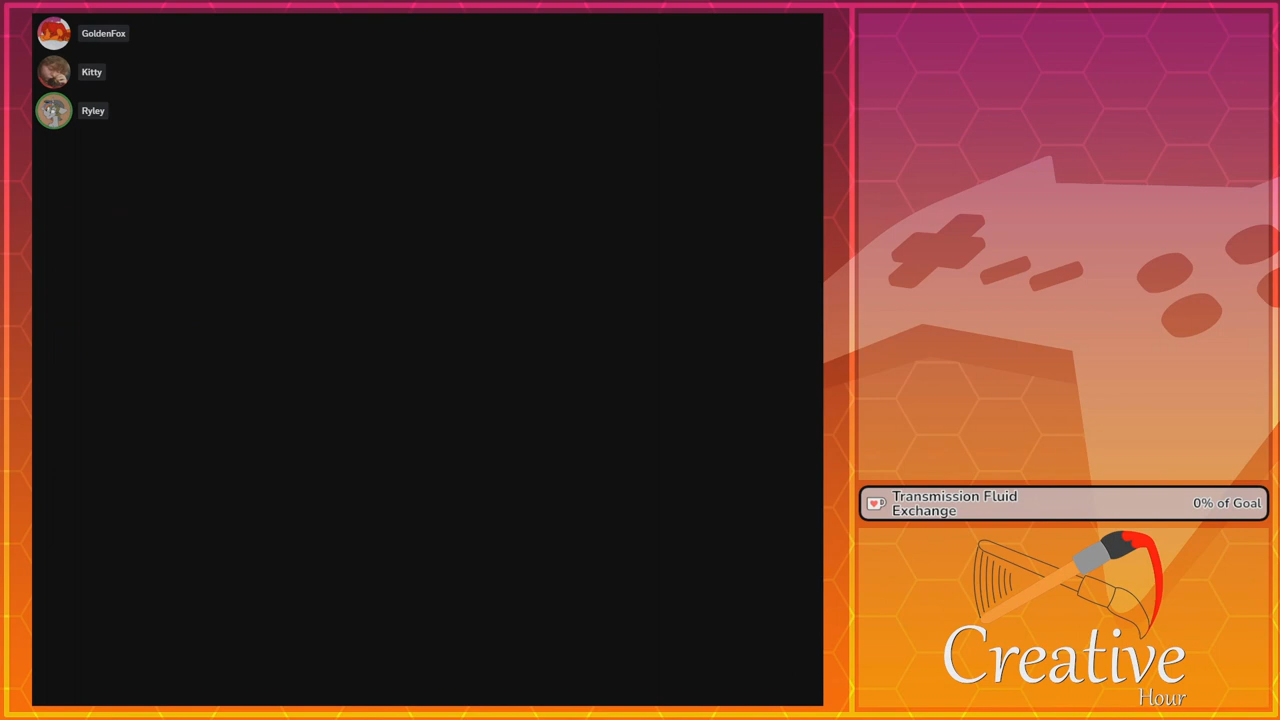 GoldenFox
Kitty
Ryley
Transmission Fluid
Exchange
0% of Goal
Creative
Hour